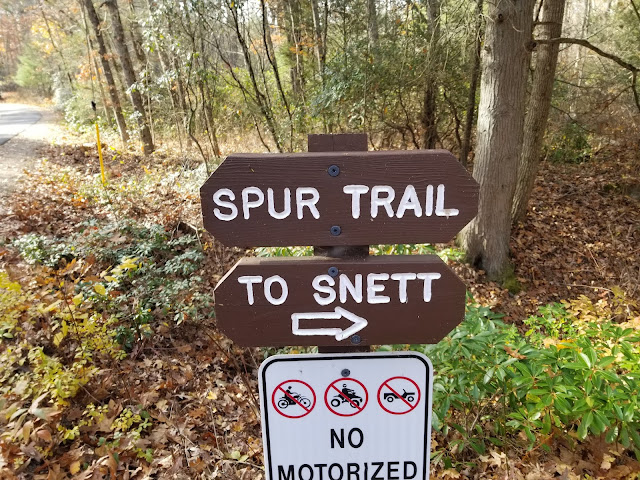 SPUR TRAIL
TO SNETT
NO
MOTORIZED